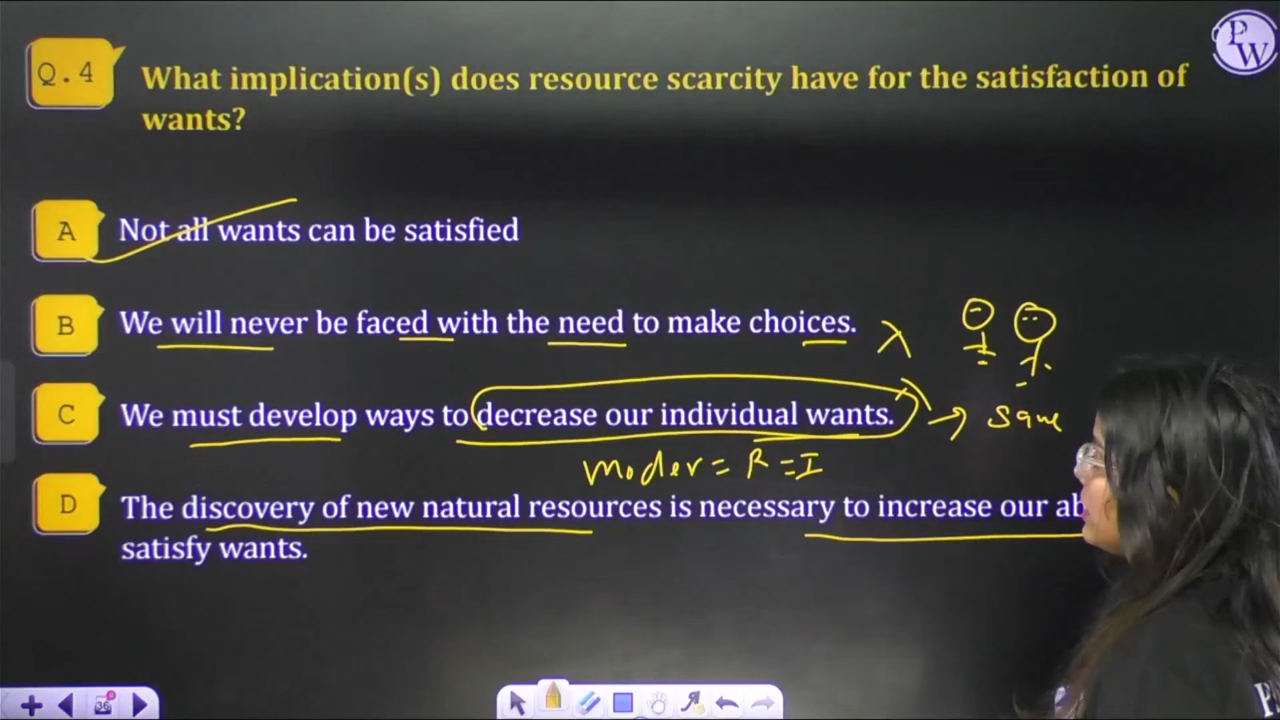 Q.4
What implication(s) does resource scarcity have for the satisfaction of
wants?
PW
A
Not all wants can be satisfied
B
We will never be faced with the need to make choices.
C
We must develop ways to decrease our individual wants.
moder = R = I
D
The discovery of new natural resources is necessary to increase our
satisfy wants.
36